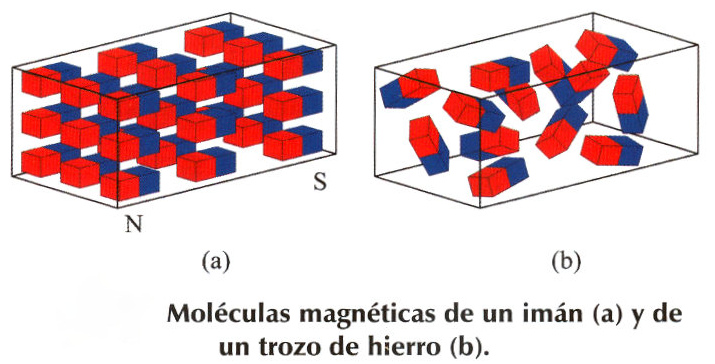 S
N
(a)
(b)
Moléculas magnéticas de un imán (a) y de
un trozo de hierro (b).